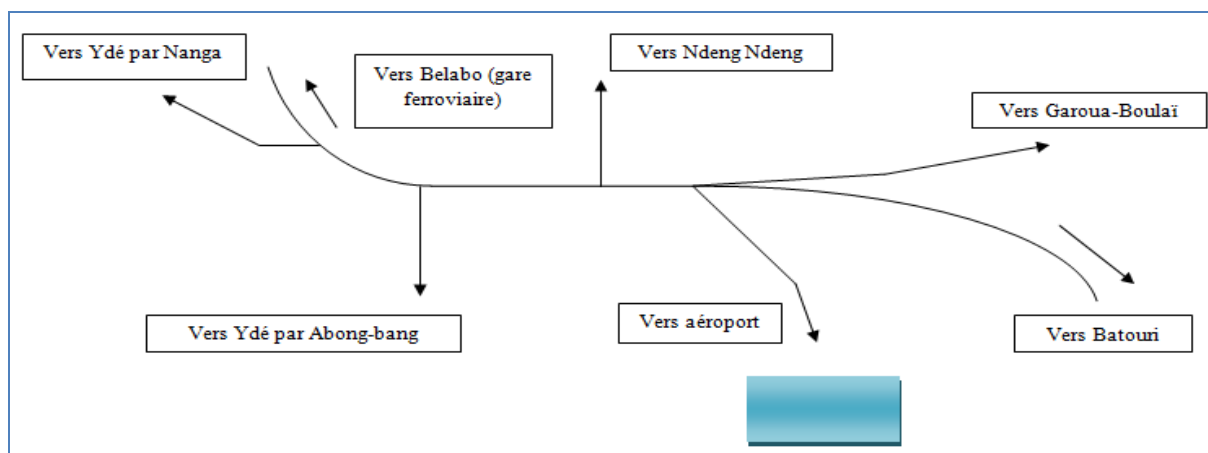 Vers Ydé par Nanga
Vers Belabo (gare
ferroviaire)
Vers Ndeng Ndeng
Vers Garoua-Boulaï
Vers Ydé par Abong-bang
Vers aéroport
Vers Batouri